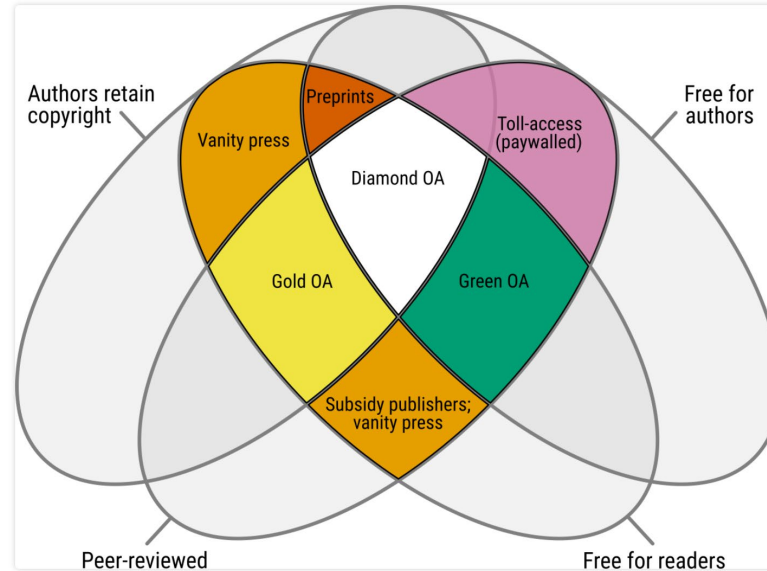 Authors retain
copyright
Free for
authors
Preprints
Vanity press
Toll-access
(paywalled)
Diamond OA
Gold OA
Green OA
Subsidy publishers;
vanity press
Peer-reviewed
Free for readers